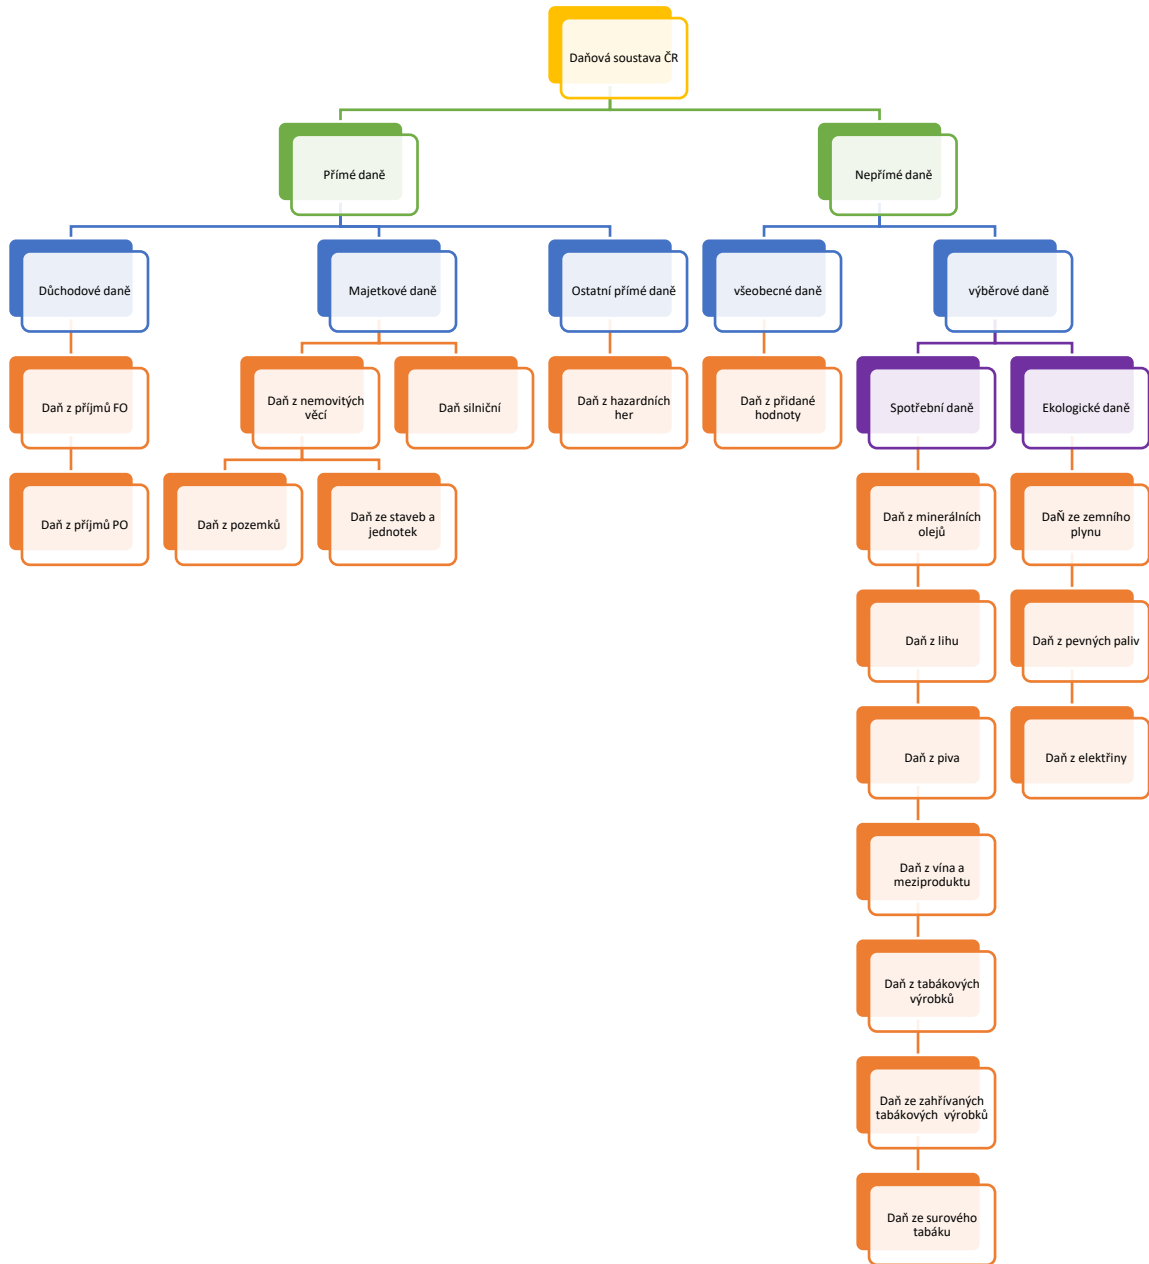 Daňová soustava ČR
Přímé daně
Nepřímé daně
Důchodové daně
Majetkové daně
Ostatní přímé daně
všeobecné daně
výběrové daně
Daň z příjmů FO
Daň z nemovitých
věcí
Daň silniční
Daň z hazardních
her
Daň z přidané
hodnoty
Spotřební daně
Ekologické daně
Daň z příjmů PO
Daň z pozemků
Daň ze staveb a
jednotek
Daň z minerálních
olejů
DaŇ ze zemního
plynu
Daň z lihu
Daň z pevných paliv
Daň z piva
Daň z elektřiny
Daň z vína a
meziproduktu
Daň z tabákových
výrobků
Daň ze zahřívaných
tabákových výrobků
Daň ze surového
tabáku